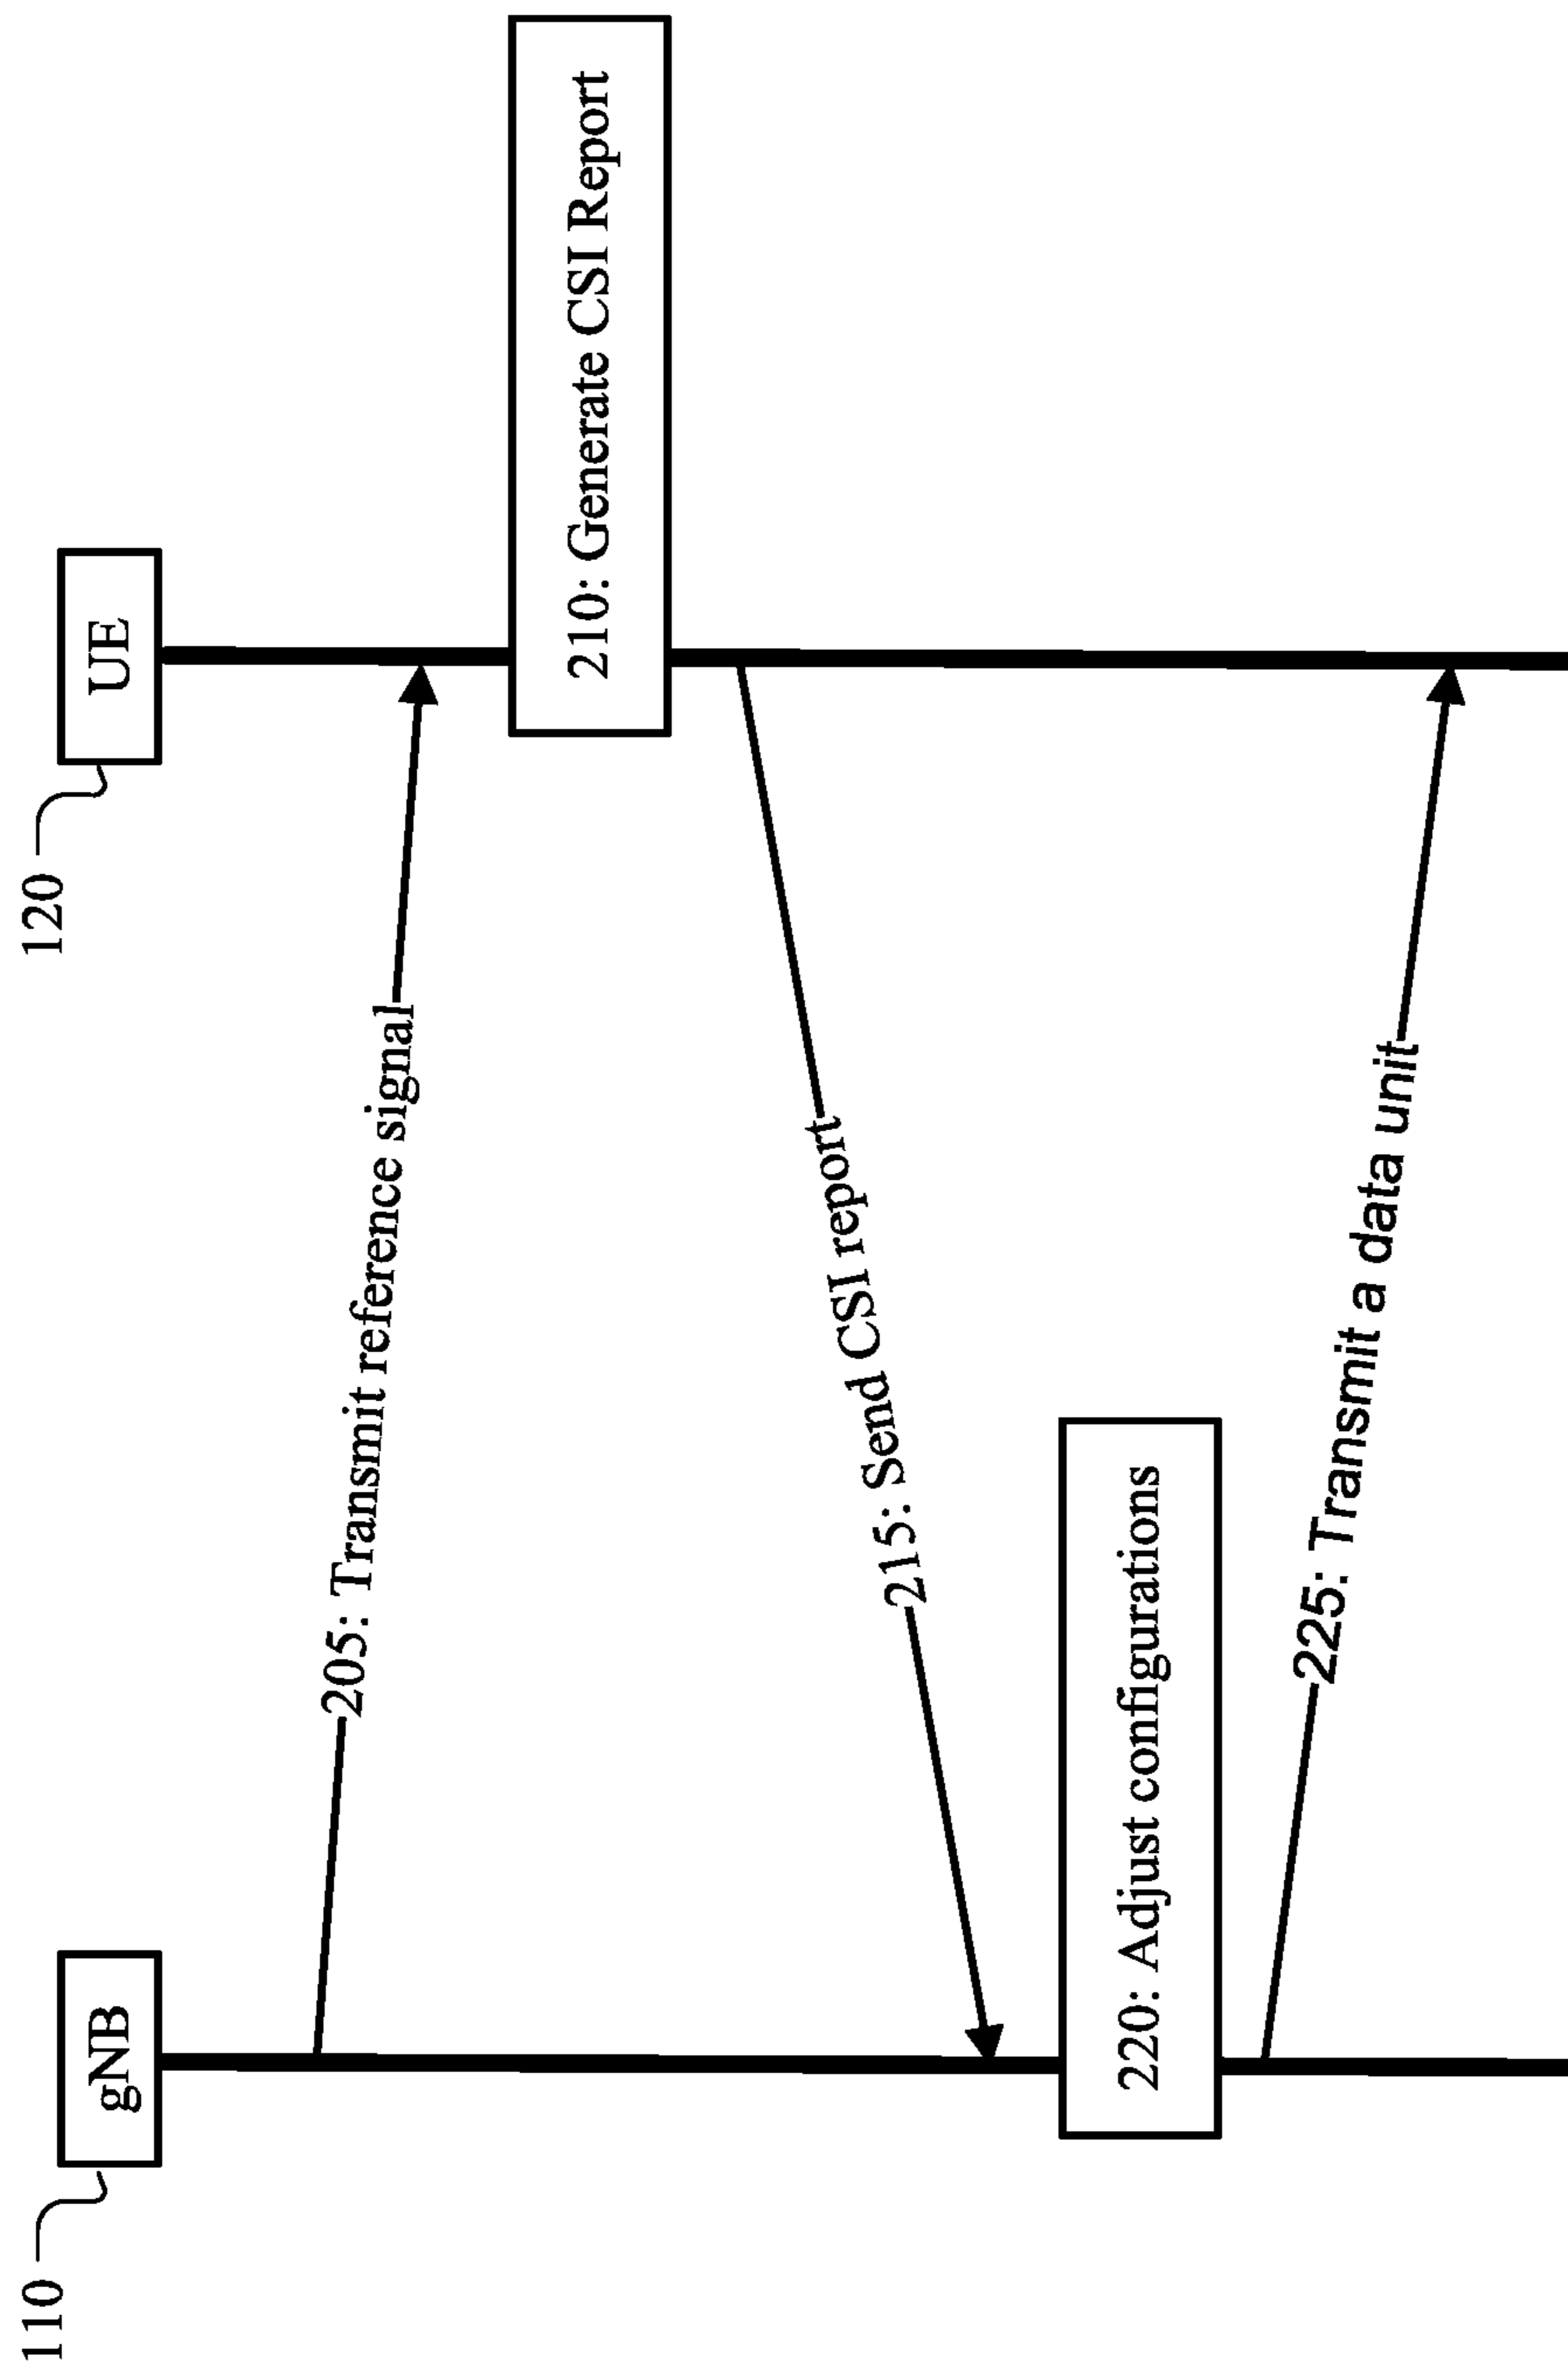 110
gNB
120
UE
205: Transmit reference signal
210: Generate CSI Report
215: Send CSI report
220: Adjust configurations
225: Transmit a data unit